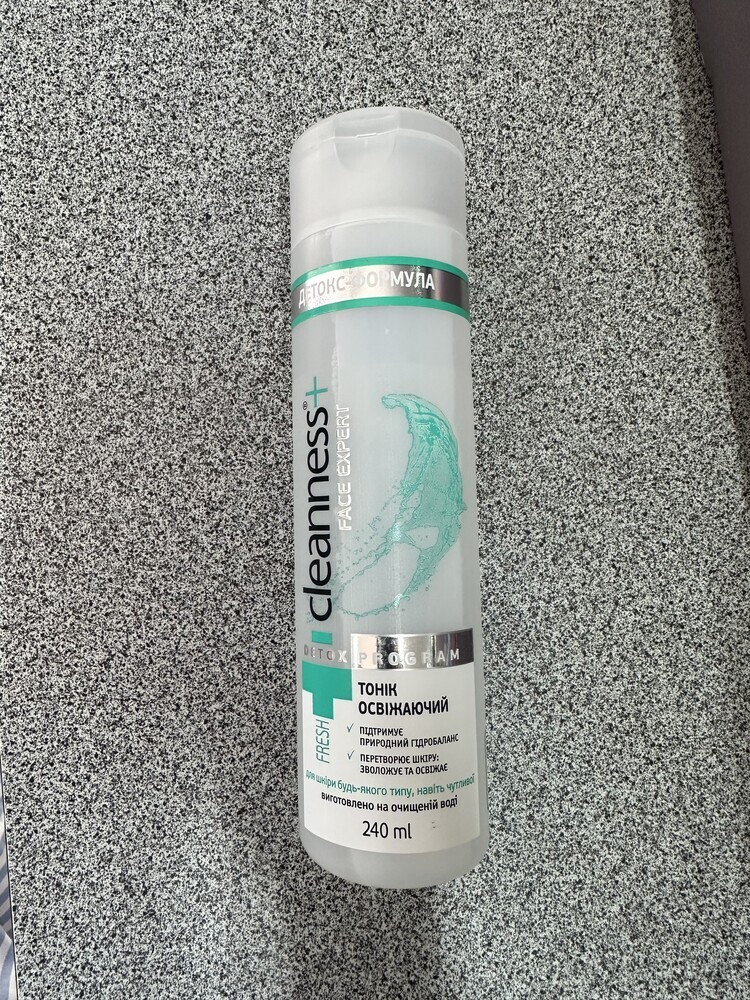 ДЕТОКС-ФОРМУЛА
cleanness®+
FACE EXPERT
DETOX PROGRAM
FRESH
ТОНІК
ОСВІЖАЮЧИЙ
✓ ПІДТРИМУЄ
ПРИРОДНИЙ ГІДРОБАЛАНС
✓ ПЕРЕТВОРЮЄ ШКІРУ:
ЗВОЛОЖУЄ ТА ОСВІЖАЄ
для шкіри будь-якого типу, навіть чутливої
виготовлено на очищеній воді
240 ml